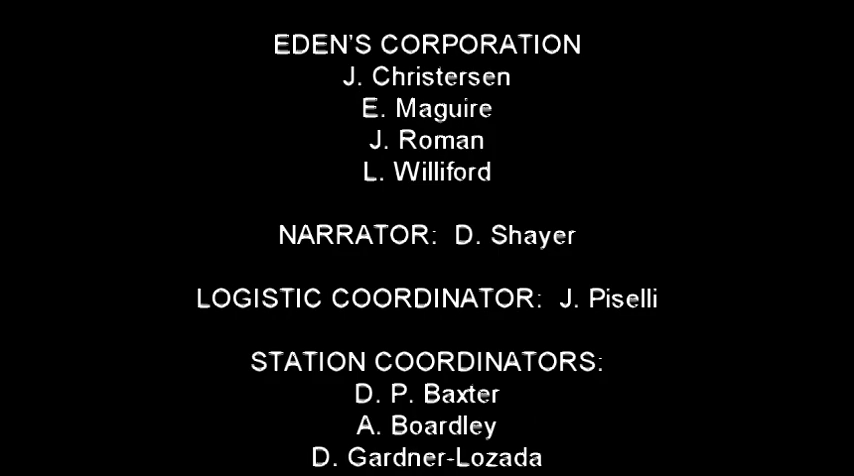 EDEN'S CORPORATION
J. Christersen
E. Maguire
J. Roman
L. Williford
NARRATOR: D. Shayer
LOGISTIC COORDINATOR: J. Piselli
STATION COORDINATORS:
D. P. Baxter
A. Boardley
D. Gardner-Lozada